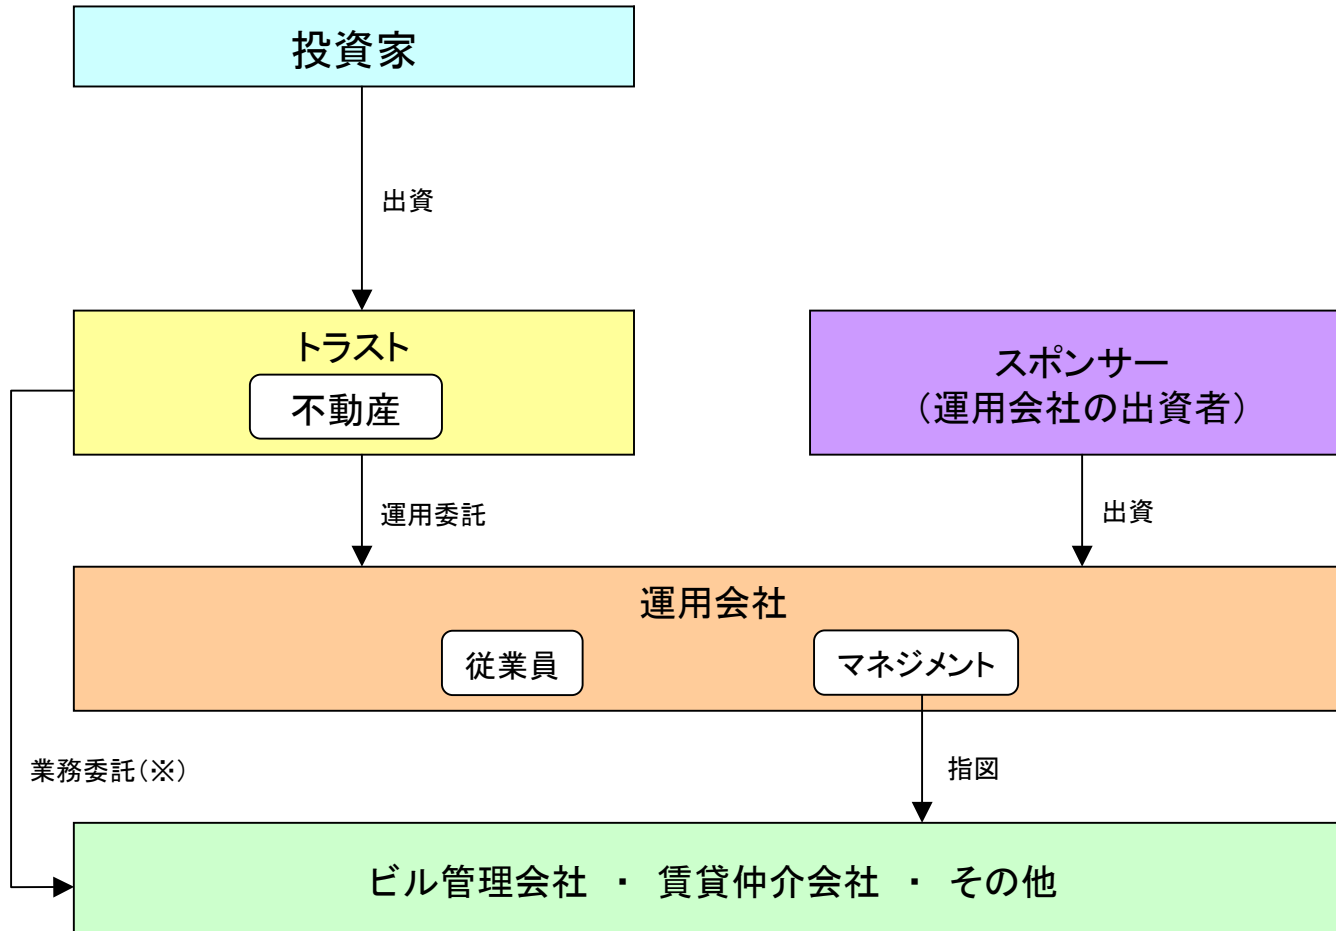 投資家
出資
トラスト
不動産
スポンサー
（運用会社の出資者）
運用委託
出資
運用会社
従業員
マネジメント
業務委託（※）
指図
ビル管理会社 ・ 賃貸仲介会社 ・ その他